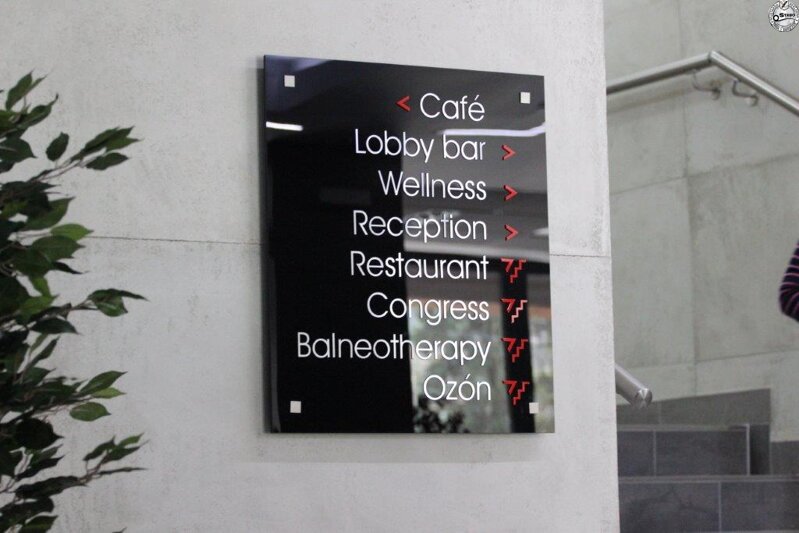 < Café
Lobby bar >
Wellness >
Reception >
Restaurant
Congress
Balneotherapy
Ozón